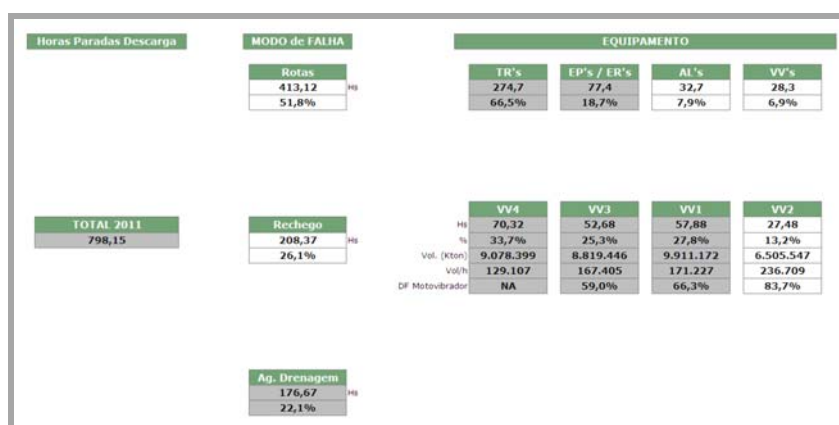 Horas Paradas Descarga MODO de FALHA EQUIPAMENTO
Rotas TR's EP's / ER's AL's VV's
413,12 Hs 274,7 77,4 32,7 28,3
51,8% 66,5% 18,7% 7,9% 6,9%
TOTAL 2011 Rechego VV4 VV3 VV1 VV2
798,15 208,37 Hs Hs 70,32 52,68 57,88 27,48
26,1% % 33,7% 25,3% 27,8% 13,2%
Vol. (Kton) 9.078.399 8.819.446 9.911.172 6.505.547
Vol/h 129.107 167.405 171.227 236.709
DF Motovibrador NA 59,0% 66,3% 83,7%
Ag. Drenagem
176,67 Hs
22,1%